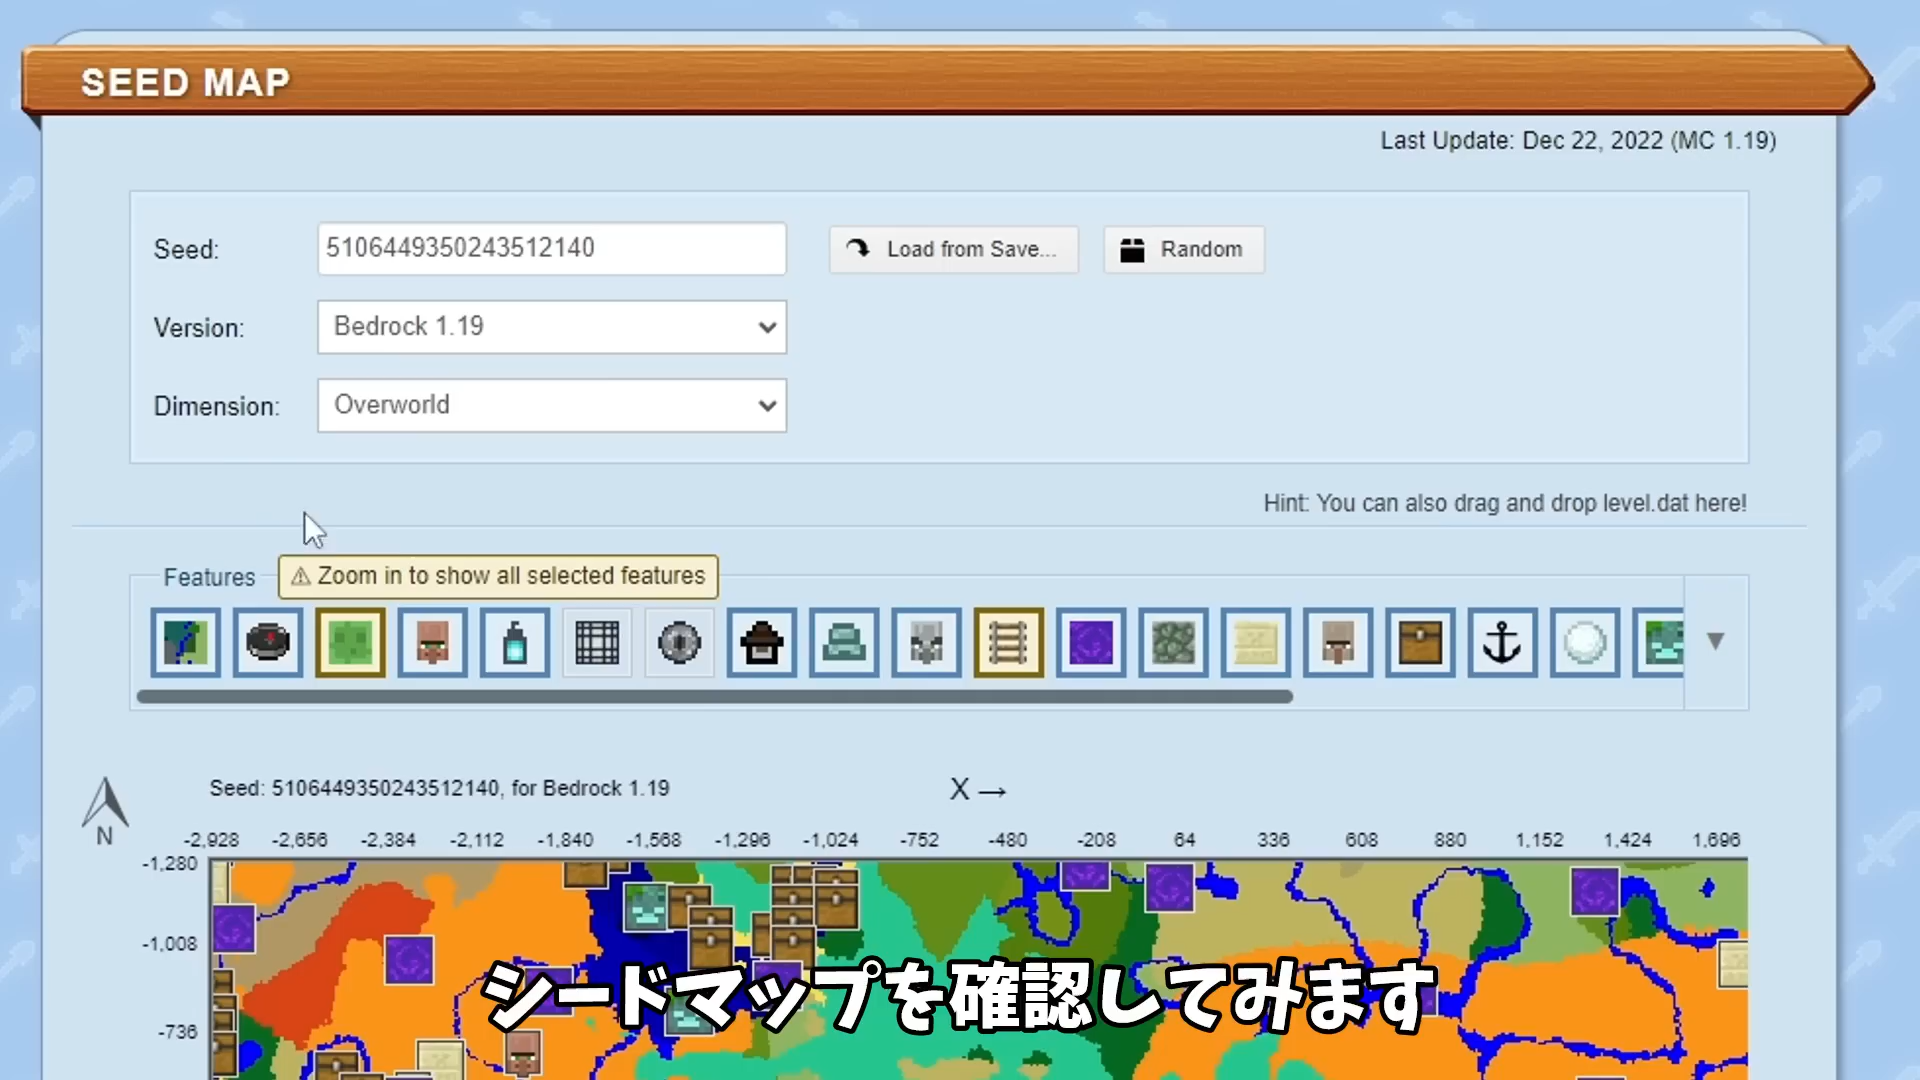 SEED MAP
Last Update: Dec 22, 2022 (MC 1.19)
Seed: 5106449350243512140 Load from Save... Random
Version: Bedrock 1.19
Dimension: Overworld
Hint: You can also drag and drop level.dat here!
Features ⚠ Zoom in to show all selected features
Seed: 5106449350243512140, for Bedrock 1.19 X →
N
-2,928 -2,656 -2,384 -2,112 -1,840 -1,568 -1,296 -1,024 -752 -480 -208 64 336 608 880 1,152 1,424 1,696
-1,280
-1,008
-736
シードマップを確認してみます